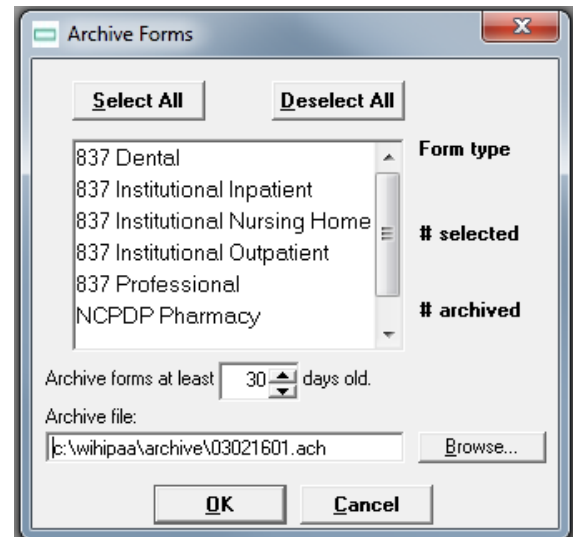 Archive Forms
x
Select All
Deselect All
837 Dental
837 Institutional Inpatient
837 Institutional Nursing Home
837 Institutional Outpatient
837 Professional
NCPDP Pharmacy
Form type
# selected
# archived
Archive forms at least 30 days old.
Archive file:
c:\wihipaa\archive\03021601.ach
Browse...
OK
Cancel